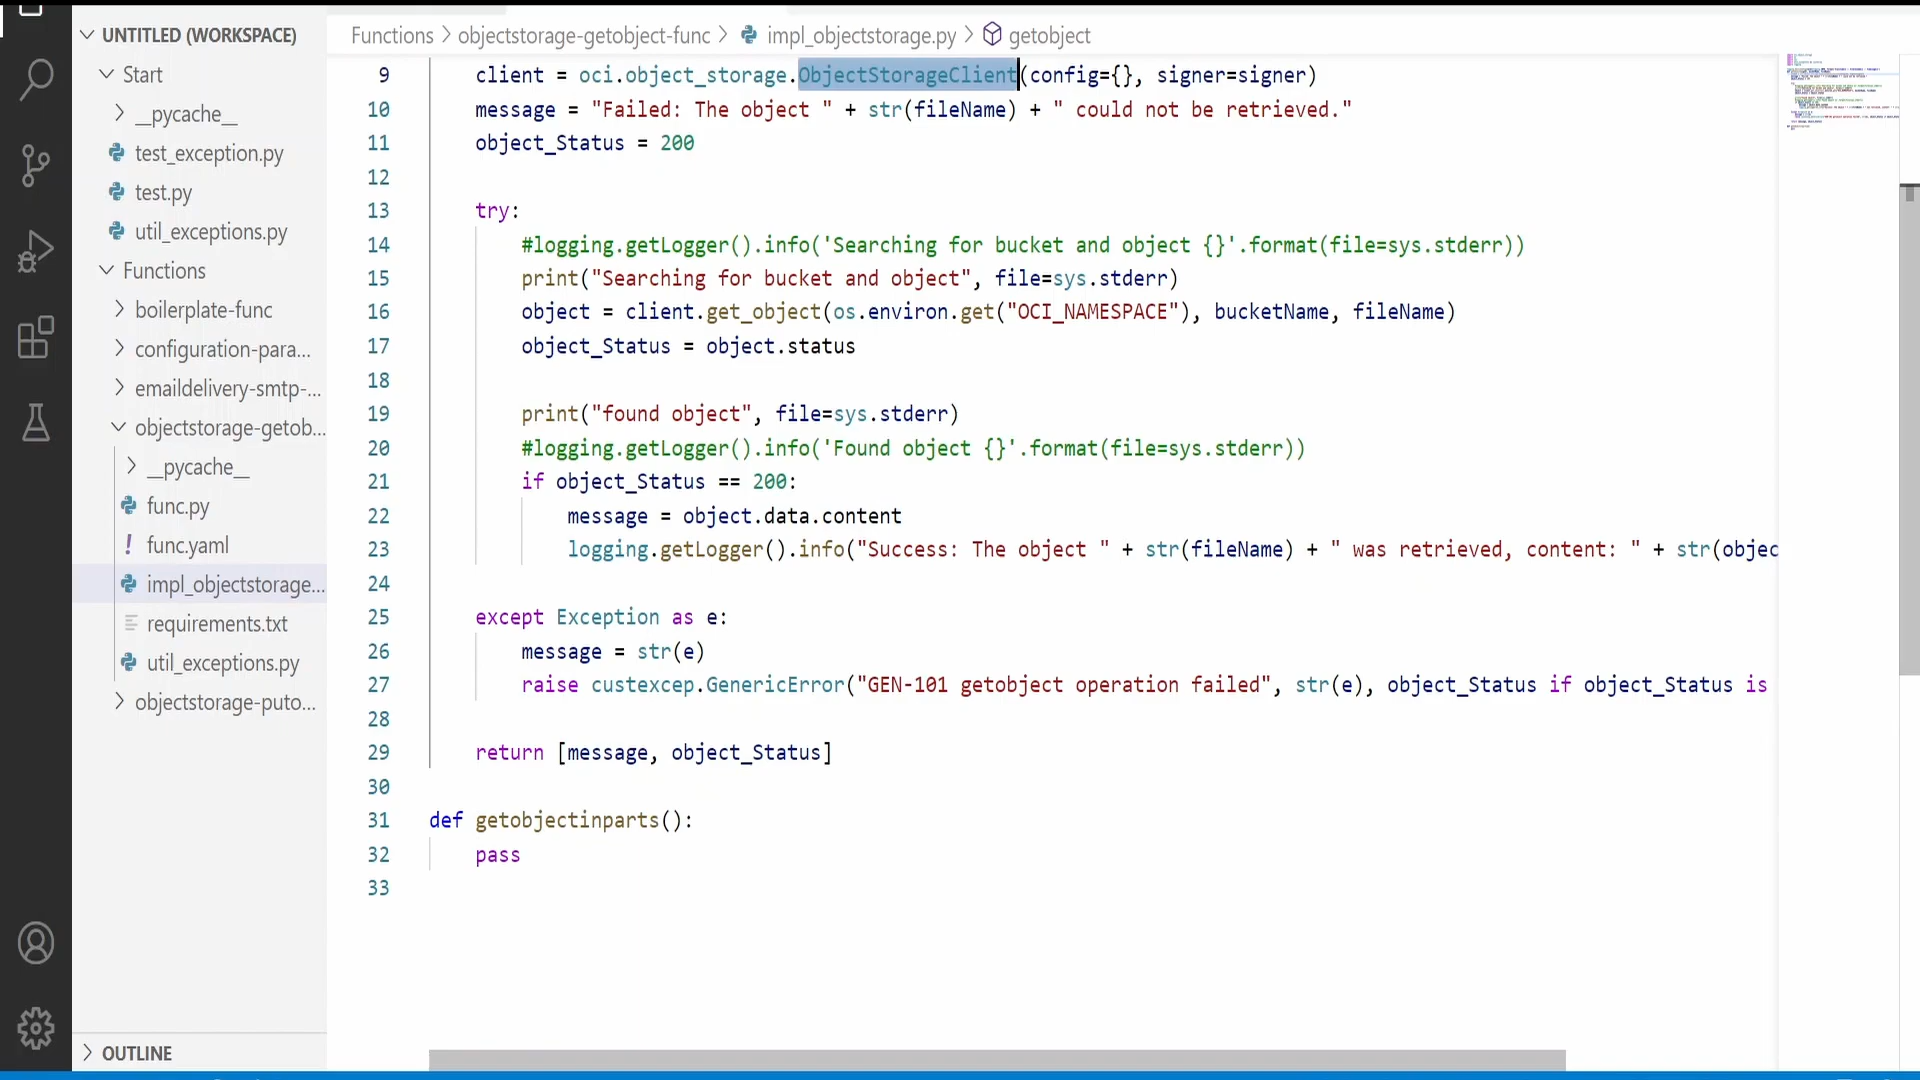 UNTITLED (WORKSPACE)
Start
__pycache__
test_exception.py
test.py
util_exceptions.py
Functions
boilerplate-func
configuration-para...
emaildelivery-smtp-...
objectstorage-getob...
__pycache__
func.py
! func.yaml
impl_objectstorage...
requirements.txt
util_exceptions.py
objectstorage-puto...
OUTLINE
Functions > objectstorage-getobject-func > impl_objectstorage.py > getobject
9 client = oci.object_storage.ObjectStorageClient(config={}, signer=signer)
10 message = "Failed: The object " + str(fileName) + " could not be retrieved."
11 object_Status = 200
12
13 try:
14 #logging.getLogger().info('Searching for bucket and object {}'.format(file=sys.stderr))
15 print("Searching for bucket and object", file=sys.stderr)
16 object = client.get_object(os.environ.get("OCI_NAMESPACE"), bucketName, fileName)
17 object_Status = object.status
18
19 print("found object", file=sys.stderr)
20 #logging.getLogger().info('Found object {}'.format(file=sys.stderr))
21 if object_Status == 200:
22 message = object.data.content
23 logging.getLogger().info("Success: The object " + str(fileName) + " was retrieved, content: " + str(objec
24
25 except Exception as e:
26 message = str(e)
27 raise custexcep.GenericError("GEN-101 getobject operation failed", str(e), object_Status if object_Status is
28
29 return [message, object_Status]
30
31 def getobjectinparts():
32 pass
33